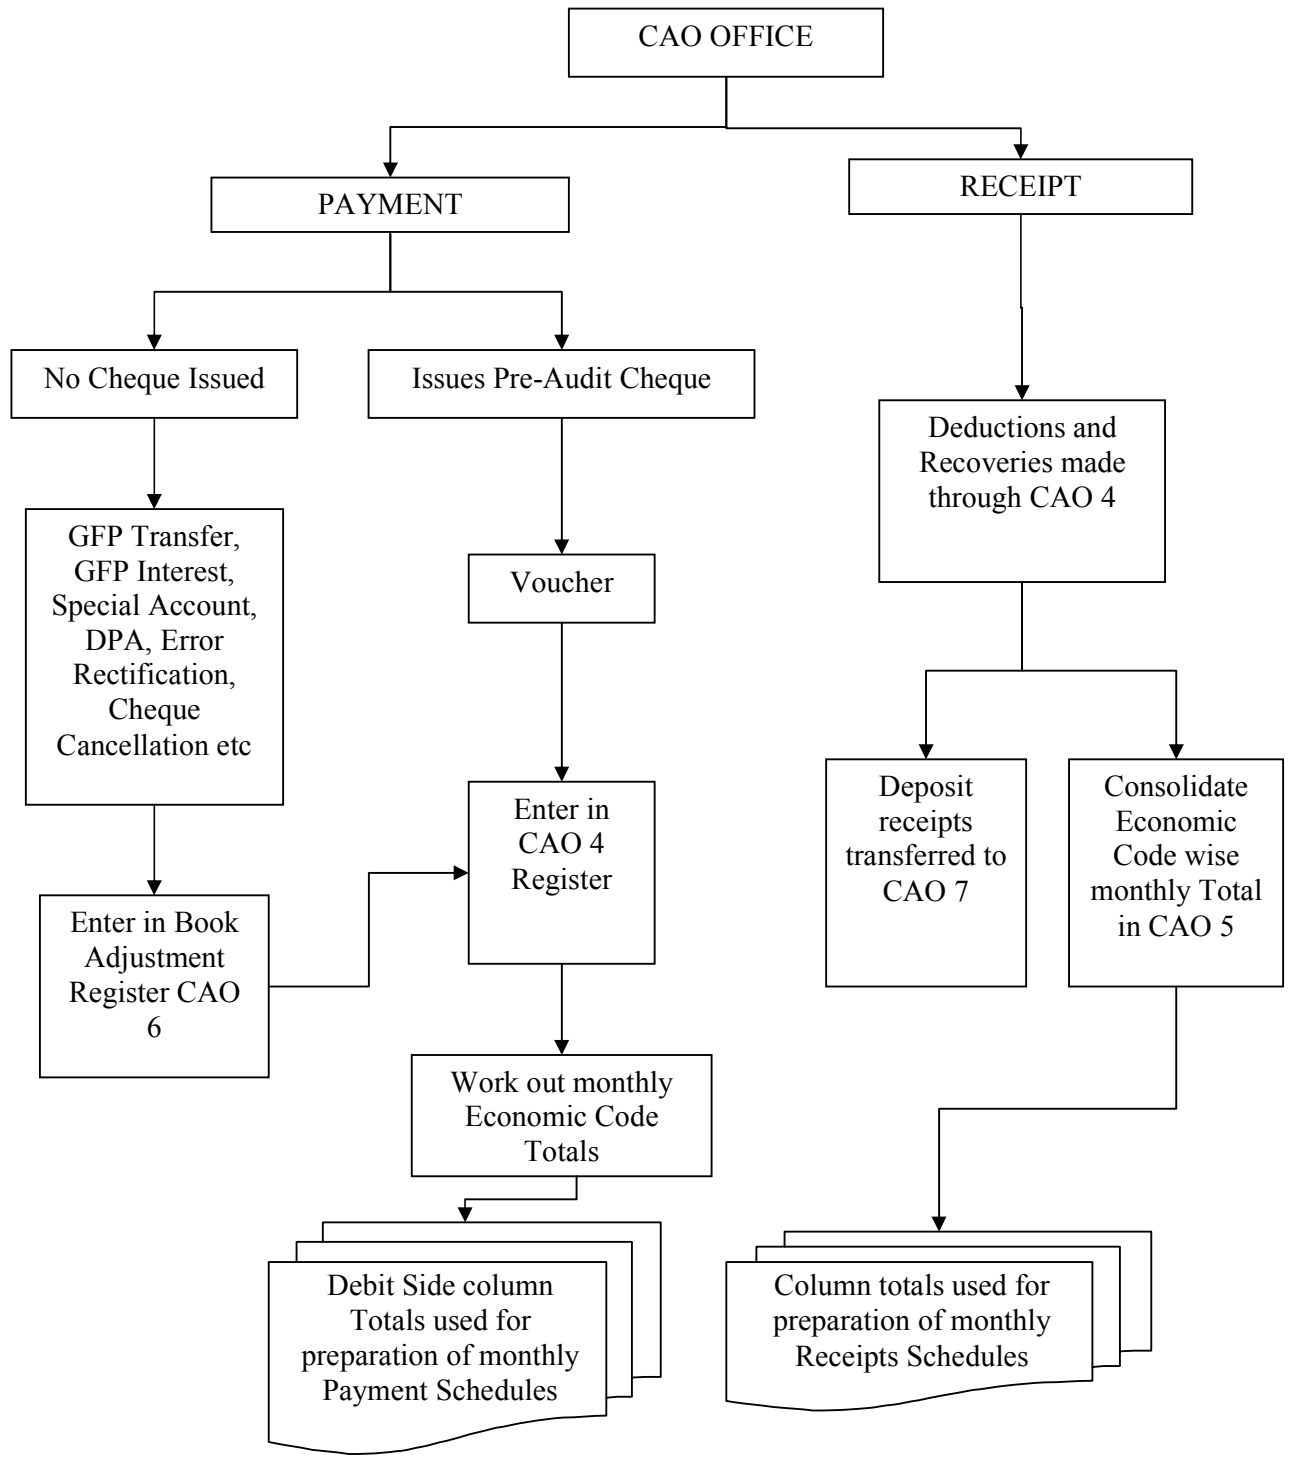 CAO OFFICE
PAYMENT
RECEIPT
No Cheque Issued
Issues Pre-Audit Cheque
Deductions and
Recoveries made
through CAO 4
GFP Transfer,
GFP Interest,
Special Account,
DPA, Error
Rectification,
Cheque
Cancellation etc
Voucher
Enter in
CAO 4
Register
Deposit
receipts
transferred to
CAO 7
Consolidate
Economic
Code wise
monthly Total
in CAO 5
Enter in Book
Adjustment
Register CAO
6
Work out monthly
Economic Code
Totals
Debit Side column
Totals used for
preparation of monthly
Payment Schedules
Column totals used for
preparation of monthly
Receipts Schedules